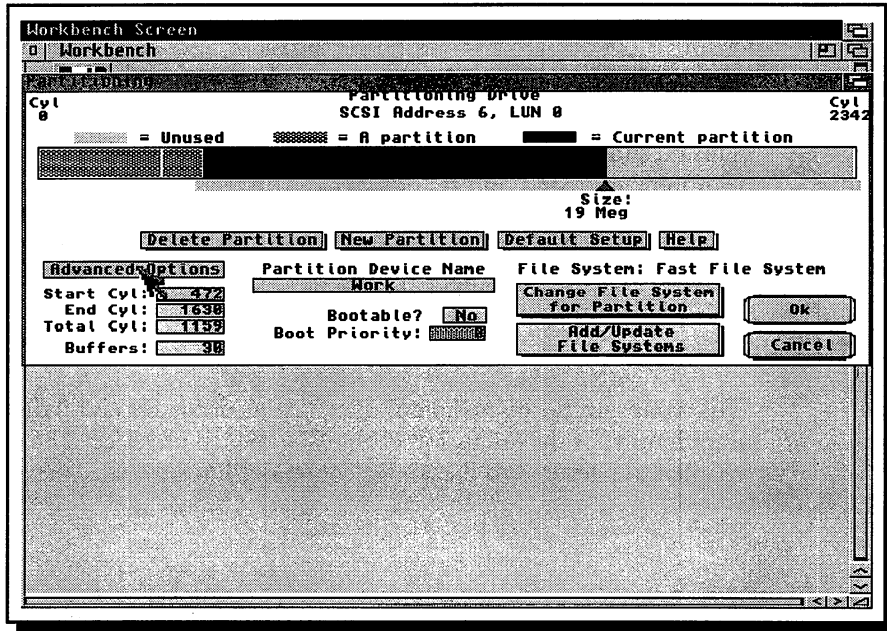 Workbench Screen
Workbench
Partitioning
Partitioning Drive
Cyl
0
SCSI Address 6, LUN 0
Cyl
2342
= Unused
= A partition
= Current partition
Size:
19 Meg
Delete Partition
New Partition
Default Setup
Help
Advanced Options
Partition Device Name
File System: Fast File System
Work
Start Cyl: 472
End Cyl: 1630
Total Cyl: 1159
Buffers: 30
Bootable? No
Boot Priority: 0
Change File System
for Partition
Add/Update
File Systems
Ok
Cancel